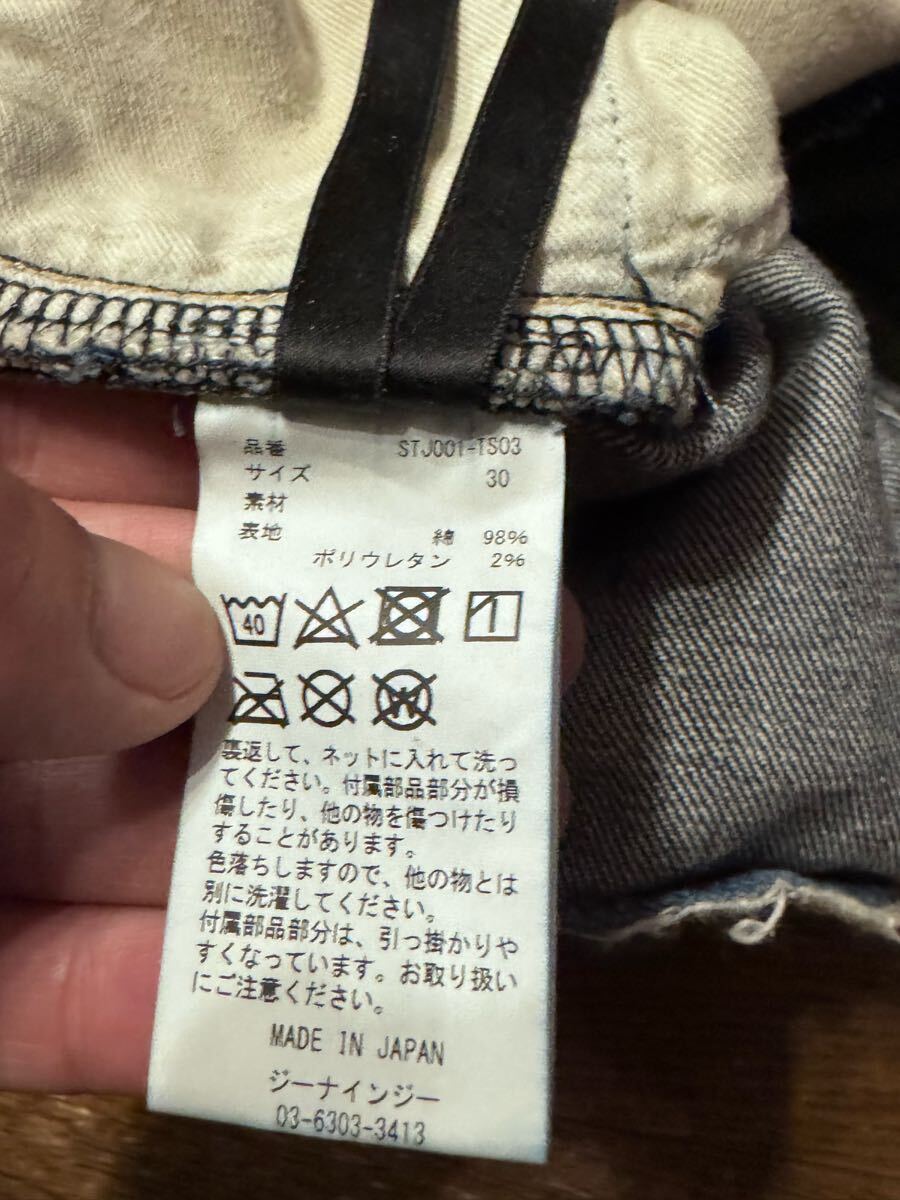 品番 STJ001-TS03
サイズ 30
素材
表地 綿 98%
ポリウレタン 2%
40
裏返して、ネットに入れて洗っ
てください。付属部品部分が損
傷したり、他の物を傷つけたり
することがあります。
色落ちしますので、他の物とは
別に洗濯してください。
付属部品部分は、引っ掛かりや
すくなっています。お取り扱い
にご注意ください。
MADE IN JAPAN
ジーナインジー
03-6303-3413